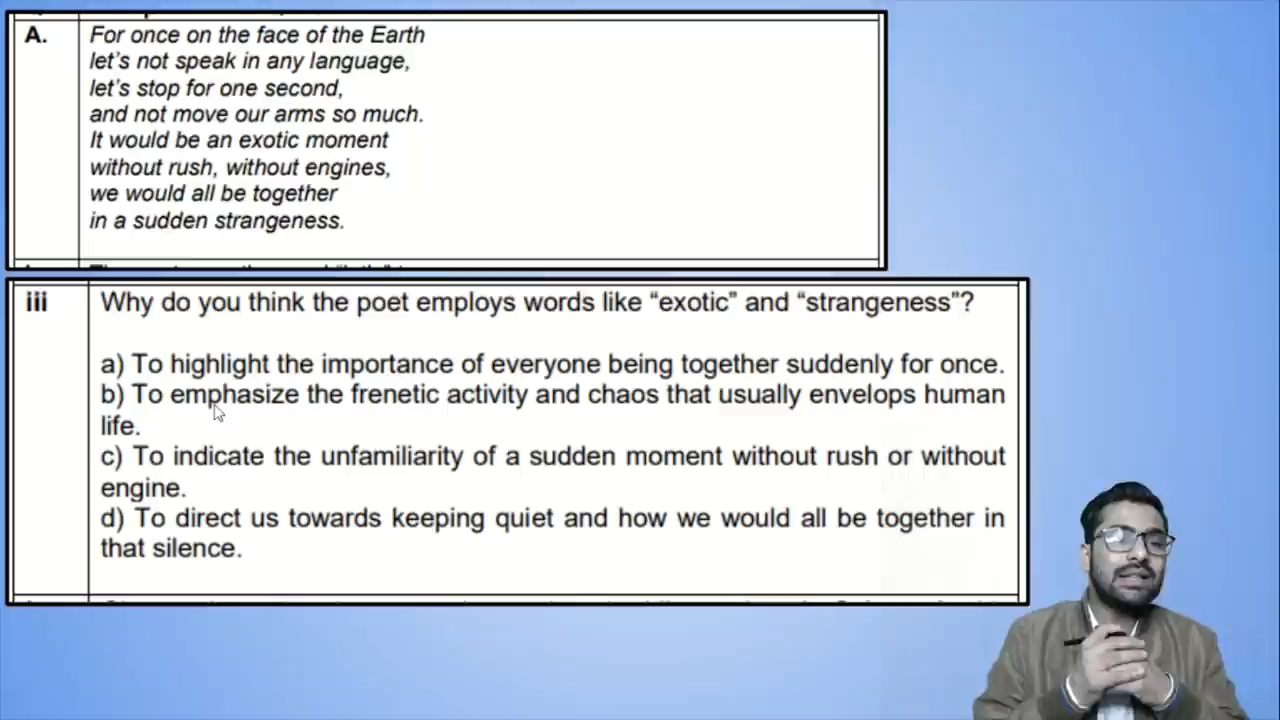 A.
For once on the face of the Earth
let's not speak in any language,
let's stop for one second,
and not move our arms so much.
It would be an exotic moment
without rush, without engines,
we would all be together
in a sudden strangeness.
iii
Why do you think the poet employs words like “exotic” and “strangeness”?
a) To highlight the importance of everyone being together suddenly for once.
b) To emphasize the frenetic activity and chaos that usually envelops human
life.
c) To indicate the unfamiliarity of a sudden moment without rush or without
engine.
d) To direct us towards keeping quiet and how we would all be together in
that silence.